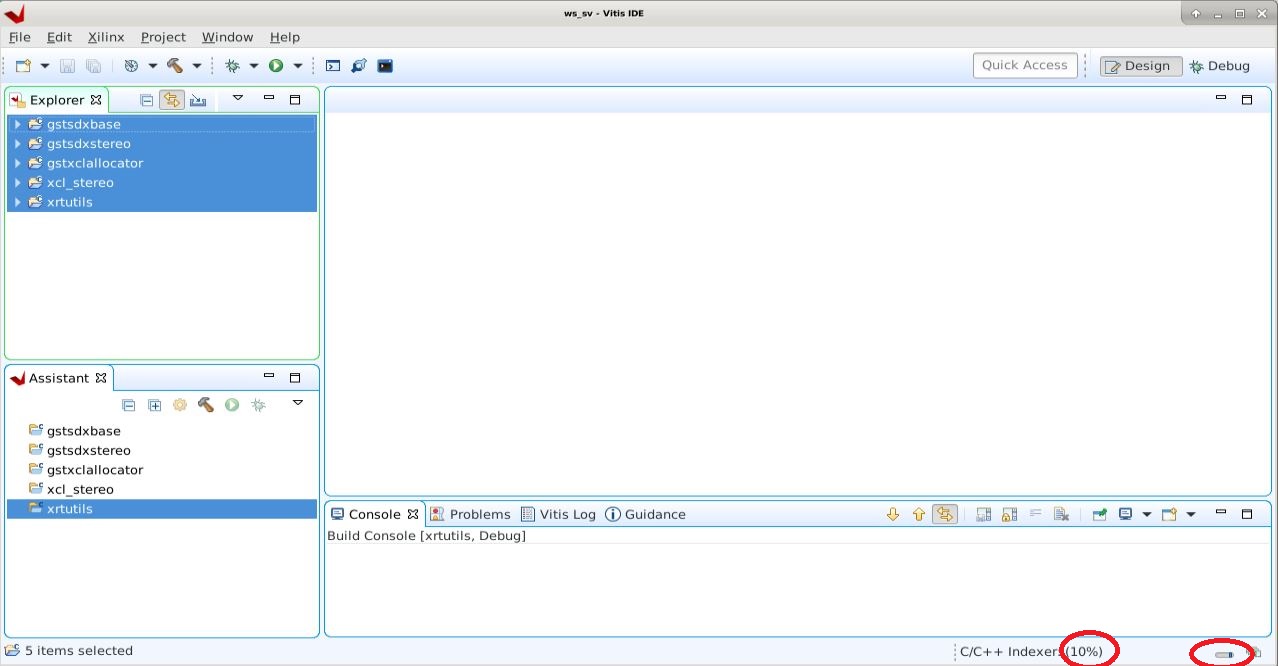 ws_sv - Vitis IDE
File Edit Xilinx Project Window Help
Quick Access Design Debug
Explorer
gstsdxbase
gstsdxstereo
gstxclallocator
xcl_stereo
xrtutils
Assistant
gstsdxbase
gstsdxstereo
gstxclallocator
xcl_stereo
xrtutils
Console Problems Vitis Log Guidance
Build Console [xrtutils, Debug]
5 items selected
C/C++ Indexer: (10%)